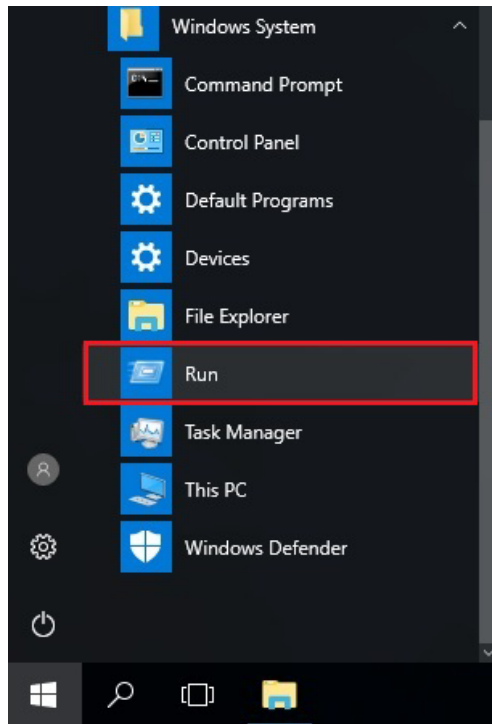 Windows System
Command Prompt
Control Panel
Default Programs
Devices
File Explorer
Run
Task Manager
This PC
Windows Defender